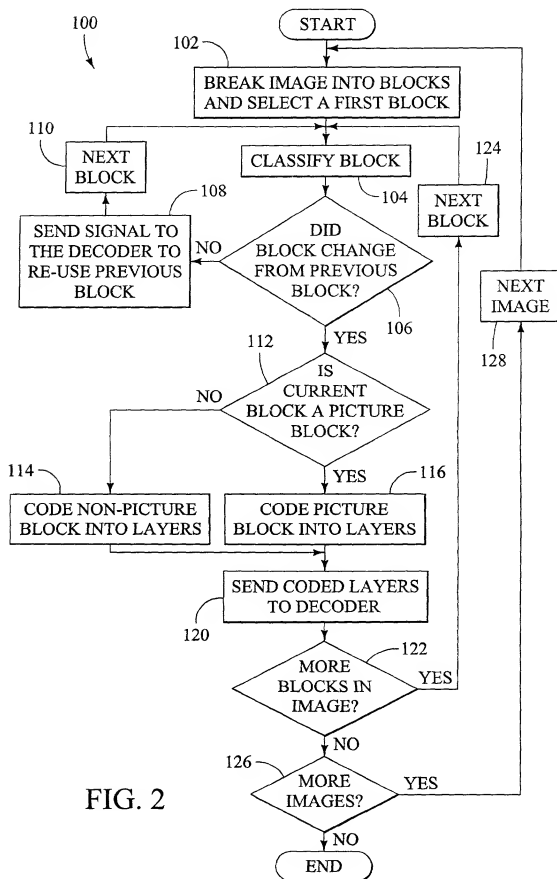 100
START
102
BREAK IMAGE INTO BLOCKS
AND SELECT A FIRST BLOCK
110
NEXT
BLOCK
CLASSIFY BLOCK
104
124
NEXT
BLOCK
108
SEND SIGNAL TO
THE DECODER TO
RE-USE PREVIOUS
BLOCK
NO
DID
BLOCK CHANGE
FROM PREVIOUS
BLOCK?
106
NEXT
IMAGE
128
YES
112
IS
CURRENT
BLOCK A PICTURE
BLOCK?
NO
YES
114
CODE NON-PICTURE
BLOCK INTO LAYERS
116
CODE PICTURE
BLOCK INTO LAYERS
SEND CODED LAYERS
TO DECODER
120
122
MORE
BLOCKS IN
IMAGE?
YES
NO
126
MORE
IMAGES?
YES
NO
END
FIG. 2